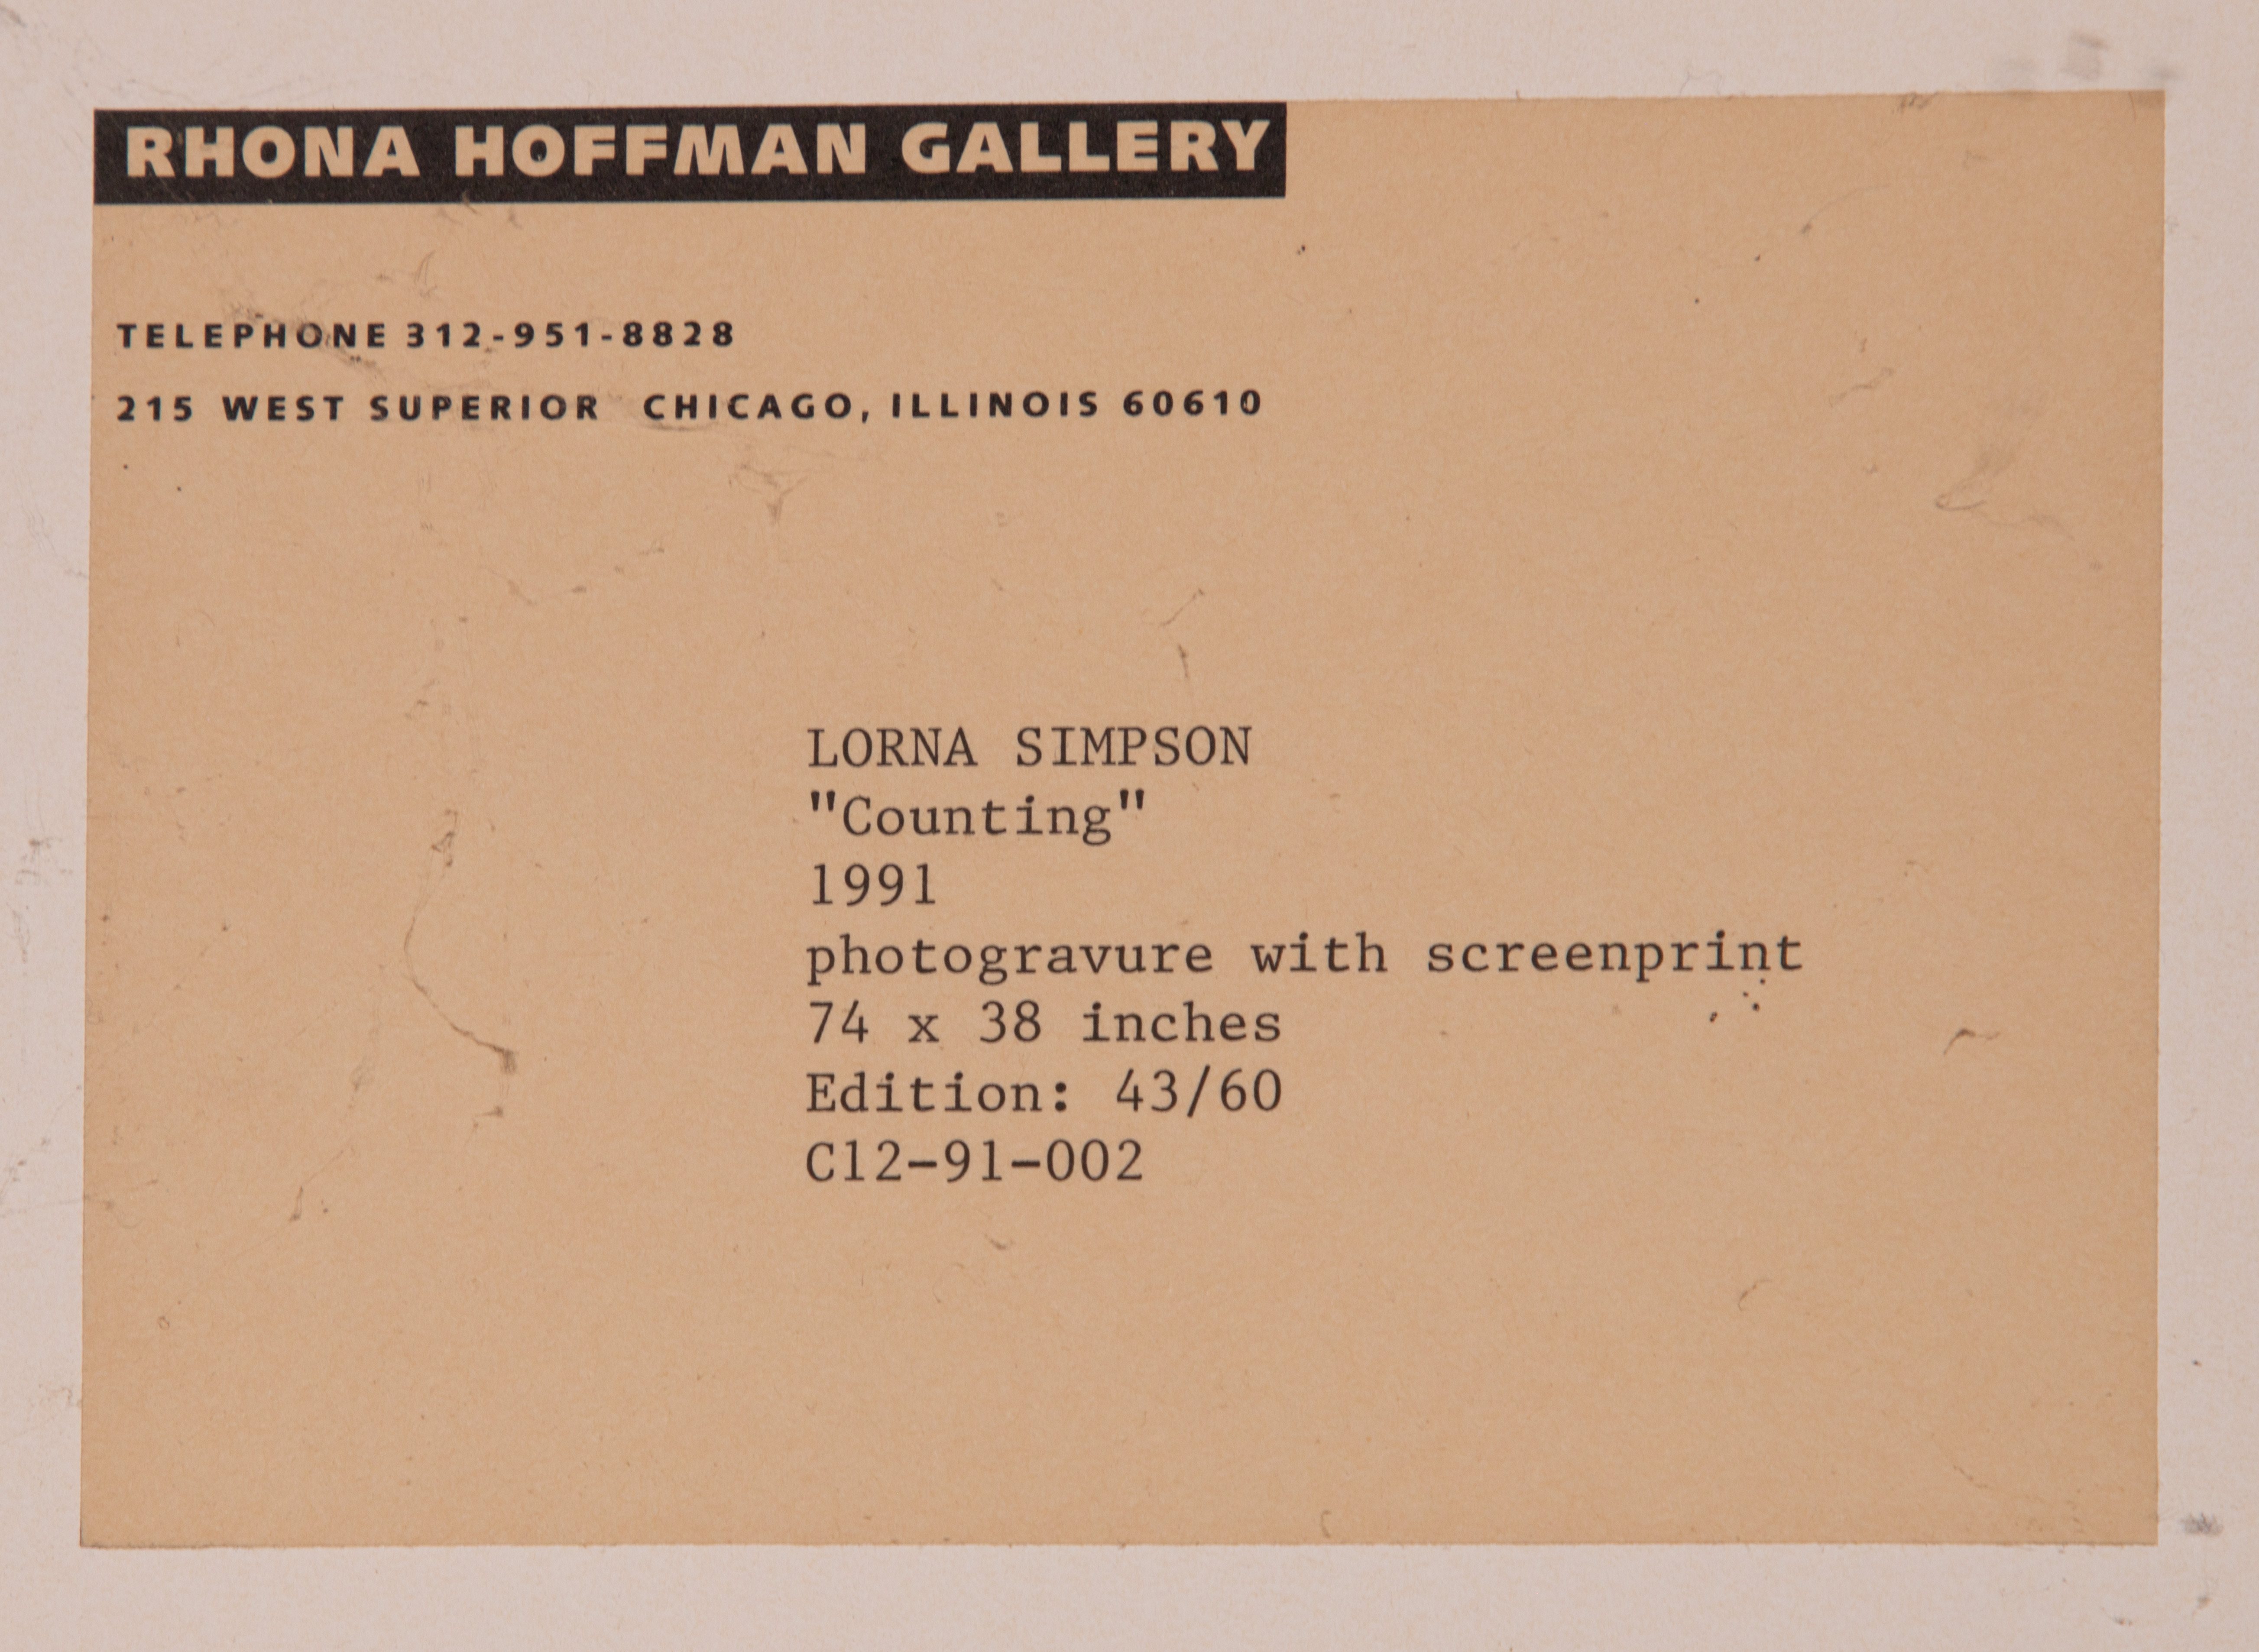 RHONA HOFFMAN GALLERY
TELEPHONE 312-951-8828
215 WEST SUPERIOR CHICAGO, ILLINOIS 60610
LORNA SIMPSON
"Counting"
1991
photogravure with screenprint
74 x 38 inches
Edition: 43/60
C12-91-002